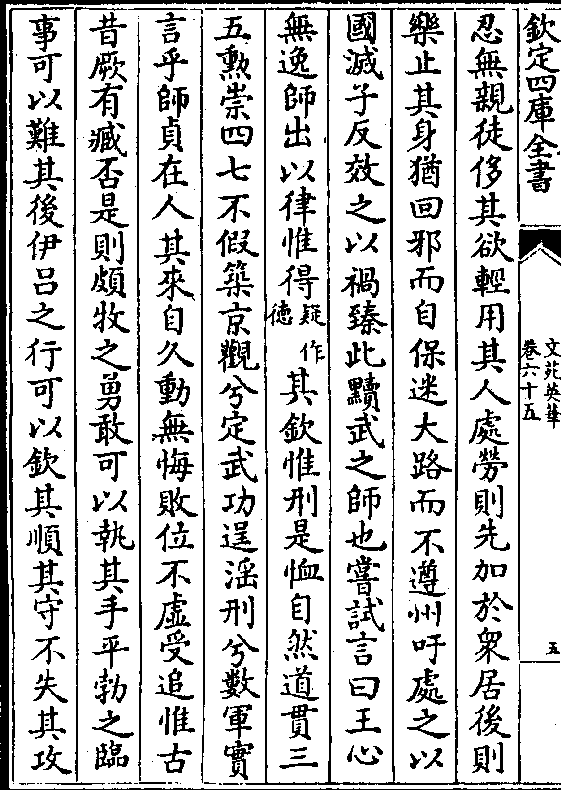 欽定四庫全書
文苑英華
卷六十五
五
忍無親徒侈其欲輕用其人處勞則先加於衆居後則
樂止其身猶回邪而自保迷大路而不遵州吁處之以
國滅子反效之以禍臻此黷武之師也嘗試言曰王心
無逸師出以律惟得疑作德其欽惟刑是恤自然道貫三
五勲崇四七不假築京觀兮定武功逞淫刑兮數軍實
言乎師貞在人其來自久動無悔敗位不虚受追惟古
昔厥有臧否是則頗牧之勇敢可以執其手平勃之臨
事可以難其後伊吕之行可以欽其順其守不失其攻